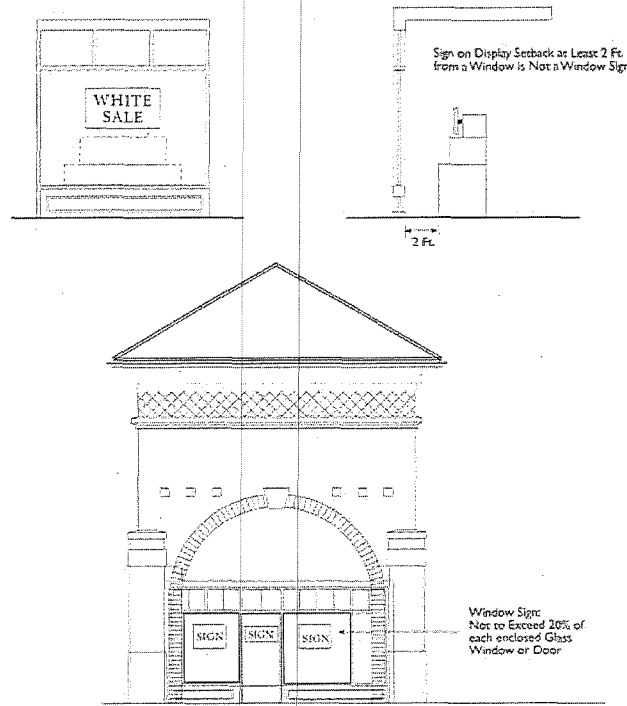 WHITE
SALE
Sign on Display Setback at Least 2 Ft.
from a Window is Not a Window Sign
2 Ft.
SIGN
SIGN
SIGN
Window Sign:
Not to Exceed 20% of
each enclosed Glass
Window or Door